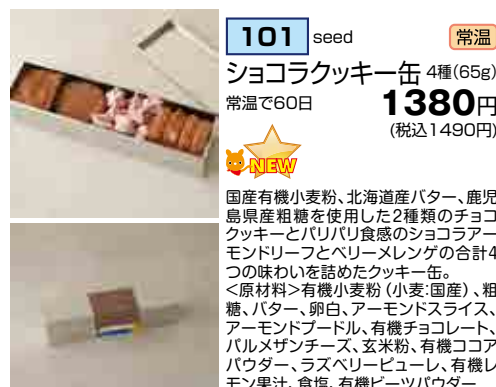 101 seed 常温
ショコラクッキー缶 4種(65g)
常温で60日 1380円
(税込1490円)
NEW
国産有機小麦粉、北海道産バター、鹿児
島県産粗糖を使用した2種類のチョコ
クッキーとパリパリ食感のショコラアー
モンドリーフとベリーメレンゲの合計4
つの味わいを詰めたクッキー缶。
<原材料>有機小麦粉(小麦:国産)、粗
糖、バター、卵白、アーモンドスライス、
アーモンドプードル、有機チョコレート、
パルメザンチーズ、玄米粉、有機ココア
パウダー、ラズベリーピューレ、有機レ
モン果汁、食塩、有機ビーツパウダー